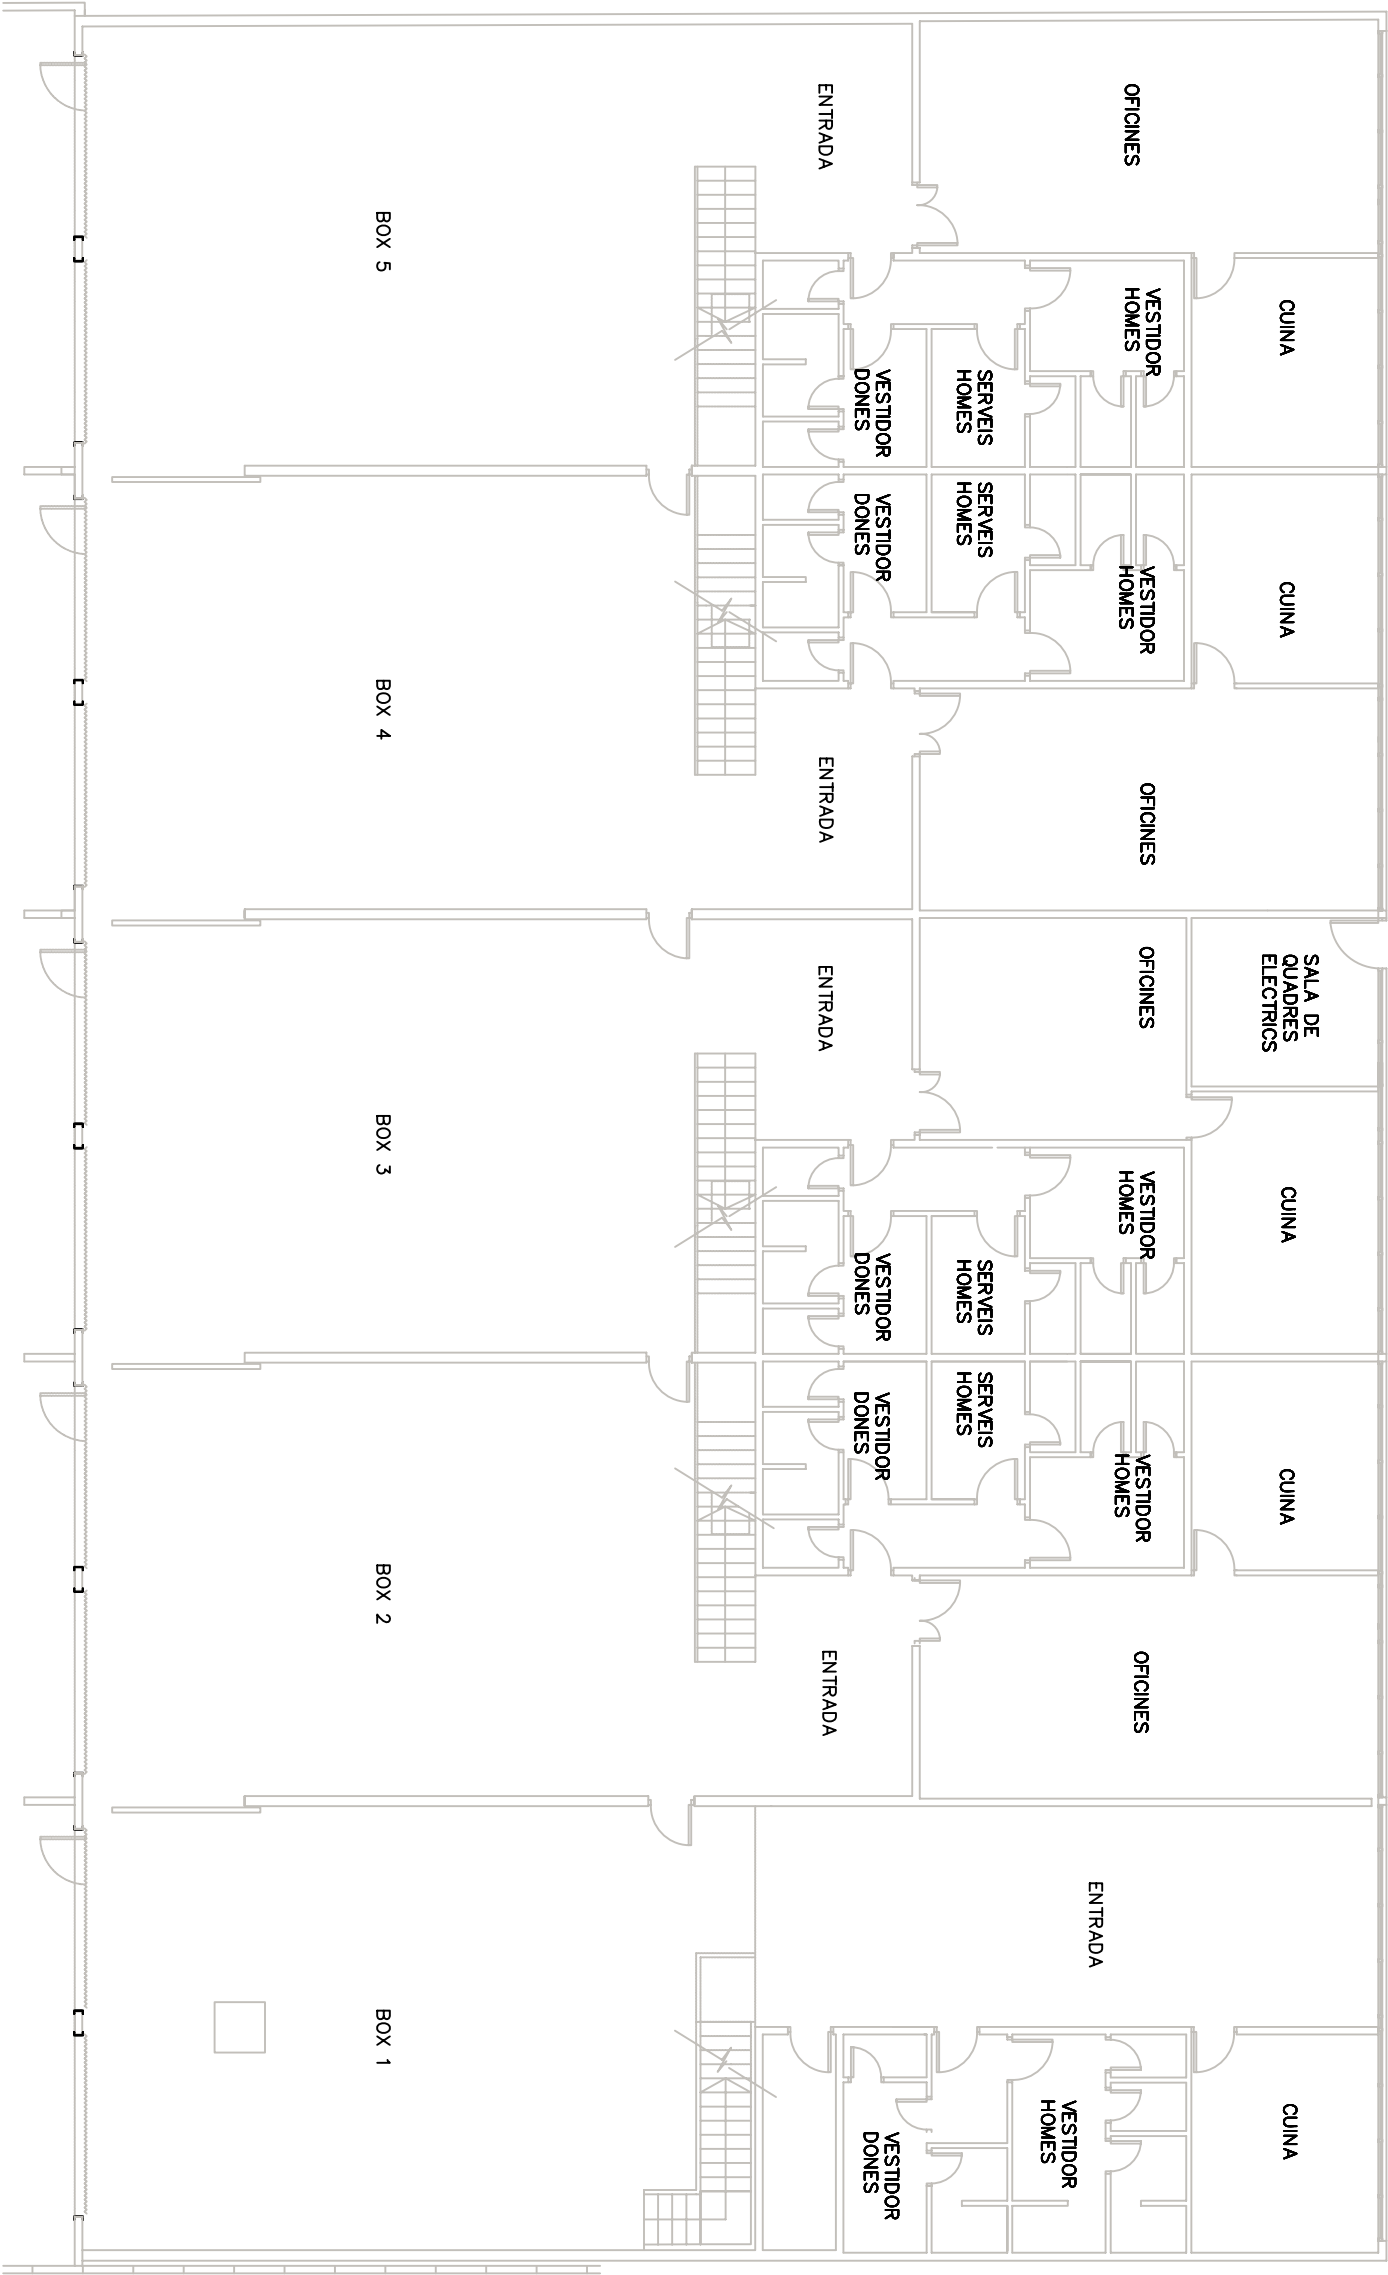 ENTRADA
OFICINES
BOX 5
VESTIDOR
HOMES
CUINA
VESTIDOR
DONES
SERVEIS
HOMES
VESTIDOR
DONES
SERVEIS
HOMES
VESTIDOR
HOMES
CUINA
BOX 4
ENTRADA
OFICINES
ENTRADA
OFICINES
SALA DE
QUADRES
ELECTRICS
BOX 3
VESTIDOR
HOMES
CUINA
VESTIDOR
DONES
SERVEIS
HOMES
VESTIDOR
DONES
SERVEIS
HOMES
VESTIDOR
HOMES
CUINA
BOX 2
ENTRADA
OFICINES
ENTRADA
BOX 1
VESTIDOR
DONES
VESTIDOR
HOMES
CUINA